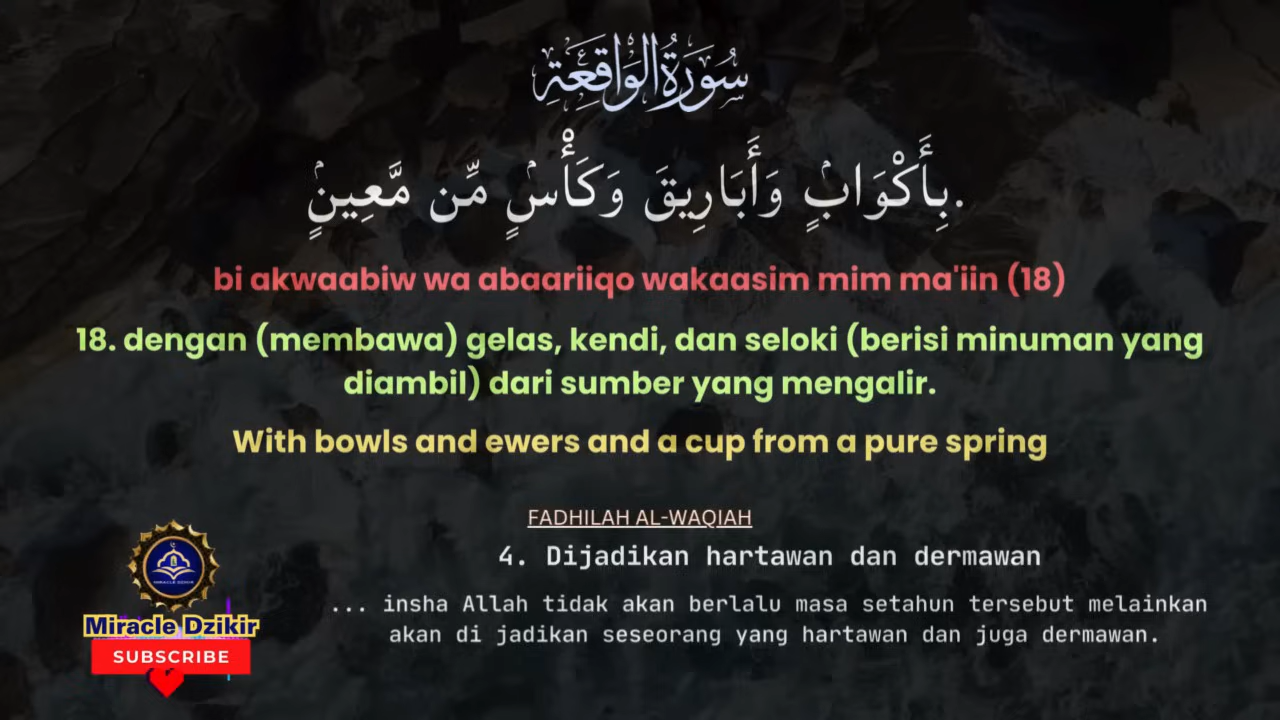 سُورَةُ الوَاقِعَةِ
بِأَكْوَابٍۢ وَأَبَارِيقَ وَكَأْسٍۢ مِّن مَّعِينٍۢ.
bi akwaabiw wa abaariiqo wakaasim mim ma'iin (18)
18. dengan (membawa) gelas, kendi, dan seloki (berisi minuman yang
diambil) dari sumber yang mengalir.
With bowls and ewers and a cup from a pure spring
FADHILAH AL-WAQIAH
4. Dijadikan hartawan dan dermawan
... insha Allah tidak akan berlalu masa setahun tersebut melainkan
akan di jadikan seseorang yang hartawan dan juga dermawan.
MIRACLE DZIKIR
Miracle Dzikir
SUBSCRIBE